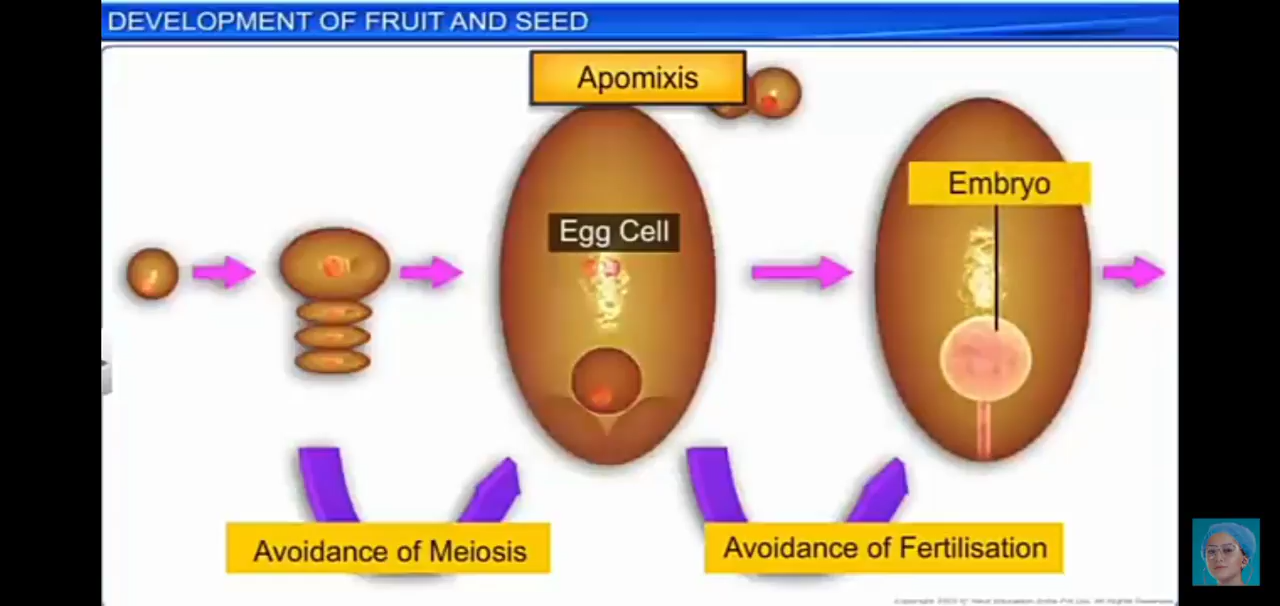 DEVELOPMENT OF FRUIT AND SEED
Apomixis
Embryo
Egg Cell
Avoidance of Meiosis
Avoidance of Fertilisation